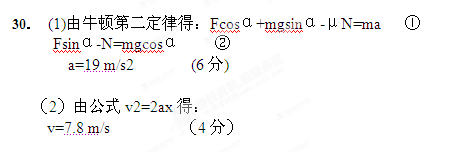 30. (1)由牛顿第二定律得：Fcosα+mgsinα-μN=ma ①
Fsinα-N=mgcosα ②
a=19 m/s2 (6分)
（2）由公式 v2=2ax 得：
v=7.8 m/s （4分）